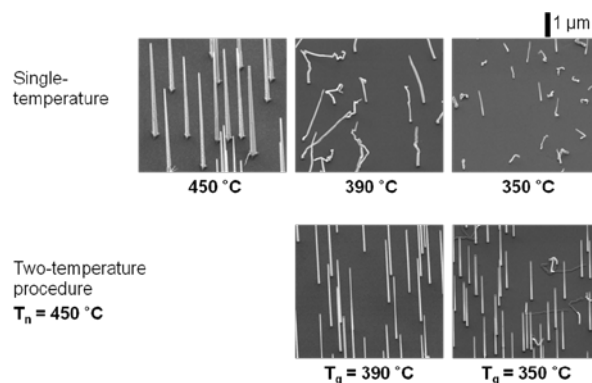 1 µm
Single-
temperature
450 °C
390 °C
350 °C
Two-temperature
procedure
Tn = 450 °C
Tg = 390 °C
Tg = 350 °C